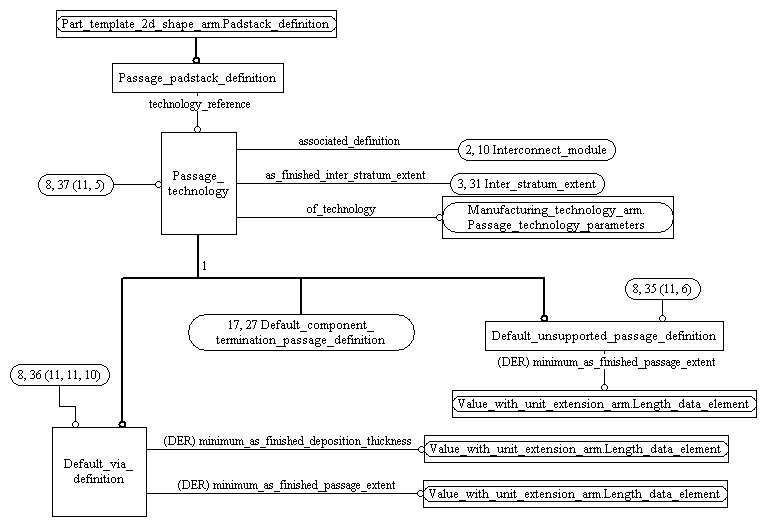 Part_template_2d_shape_arm.Padstack_definition
Passage_padstack_definition
technology_reference
Passage_
technology
8, 37 (11, 5)
associated_definition
2, 10 Interconnect_module
as_finished_inter_stratum_extent
3, 31 Inter_stratum_extent
of_technology
Manufacturing_technology_arm.
Passage_technology_parameters
1
17, 27 Default_component_
termination_passage_definition
8, 35 (11, 6)
Default_unsupported_passage_definition
(DER) minimum_as_finished_passage_extent
Value_with_unit_extension_arm.Length_data_element
8, 36 (11, 11, 10)
Default_via_
definition
(DER) minimum_as_finished_deposition_thickness
Value_with_unit_extension_arm.Length_data_element
(DER) minimum_as_finished_passage_extent
Value_with_unit_extension_arm.Length_data_element